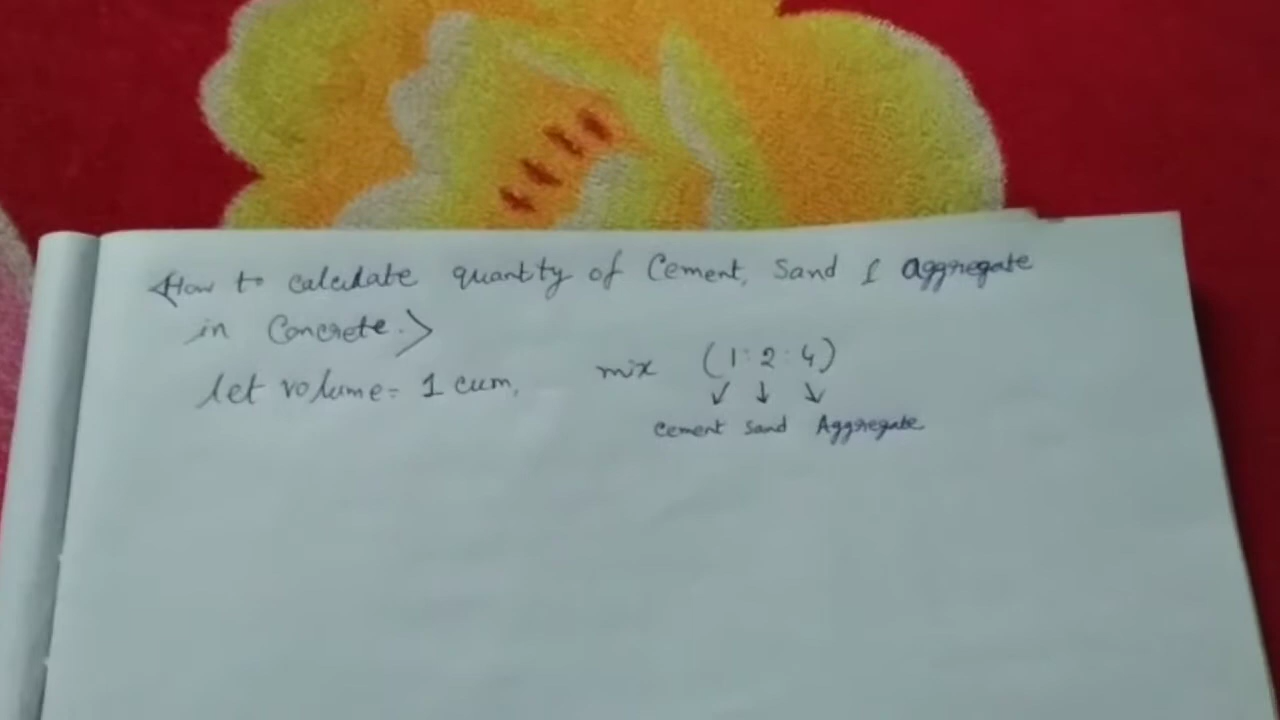 How to calculate quantity of Cement, Sand & aggregate
in Concrete.>
let volume = 1 cum, mix (1:2:4)
↙ ↓ ↘
Cement Sand Aggregate